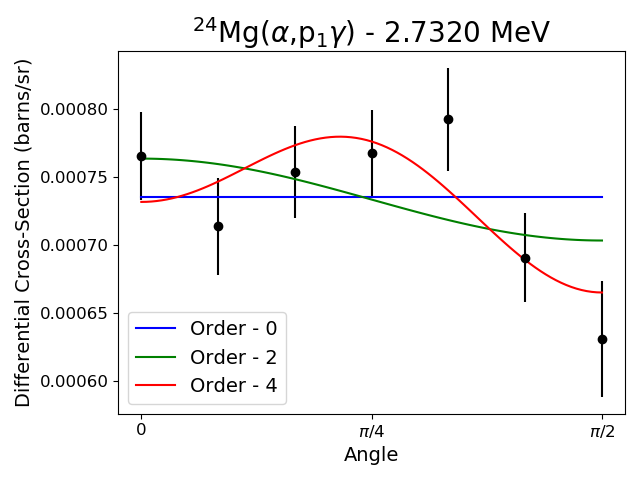 ²⁴Mg(α,p₁γ) - 2.7320 MeV
Differential Cross-Section (barns/sr)
0.00080
0.00075
0.00070
0.00065
0.00060
Order - 0
Order - 2
Order - 4
0
π/4
π/2
Angle